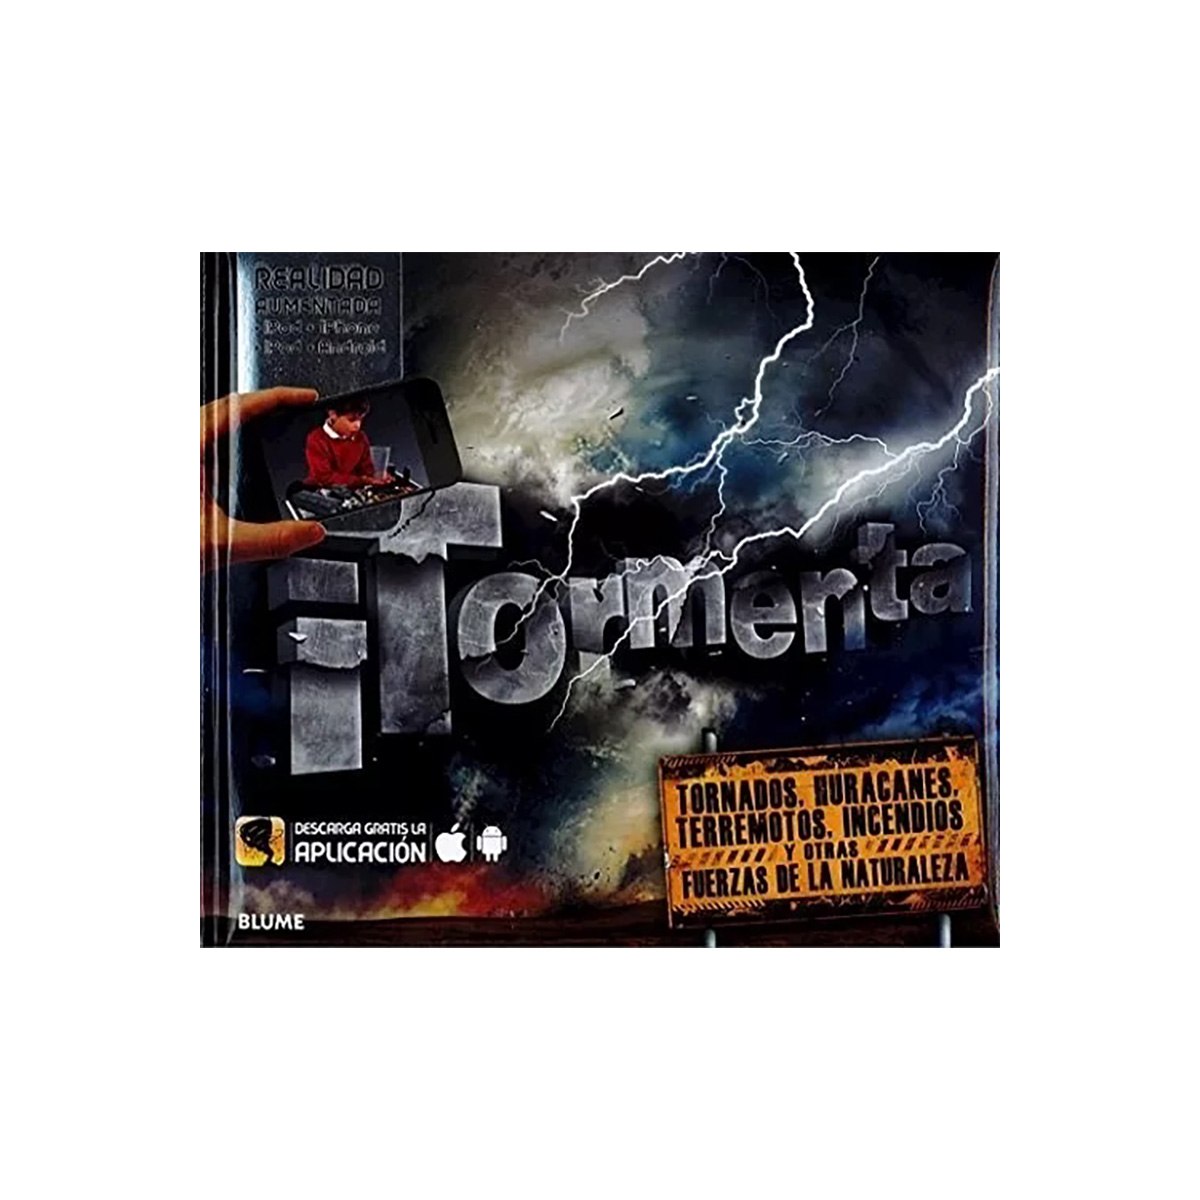 REALIDAD
AUMENTADA
• iPod • iPhone
• iPad • Android
iTormenta
TORNADOS, HURACANES,
TERREMOTOS, INCENDIOS
Y OTRAS
FUERZAS DE LA NATURALEZA
DESCARGA GRATIS LA
APLICACIÓN
BLUME